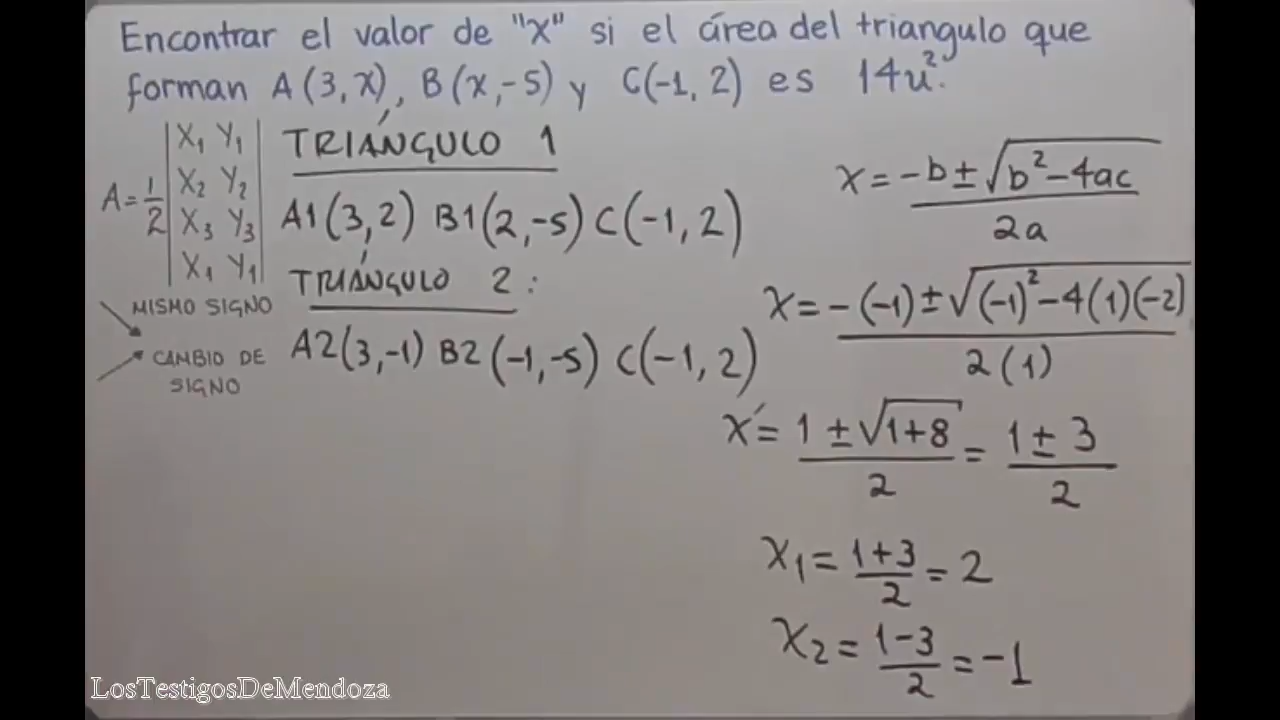 Encontrar el valor de "x" si el área del triangulo que
forman A(3,x), B(x,-5) y C(-1,2) es 14u².
A=1/2 |X₁ Y₁
X₂ Y₂
X₃ Y₃
X₁ Y₁|
MISMO SIGNO
CAMBIO DE
SIGNO
TRIÁNGULO 1
A1(3,2) B1(2,-5) C(-1,2)
TRIÁNGULO 2:
A2(3,-1) B2(-1,-5) C(-1,2)
x = (-b±√(b²-4ac))/2a
x = (-(-1)±√((-1)²-4(1)(-2)))/2(1)
x́ = (1±√(1+8))/2 = (1±3)/2
x₁ = (1+3)/2 = 2
x₂ = (1-3)/2 = -1
LosTestigosDeMendoza